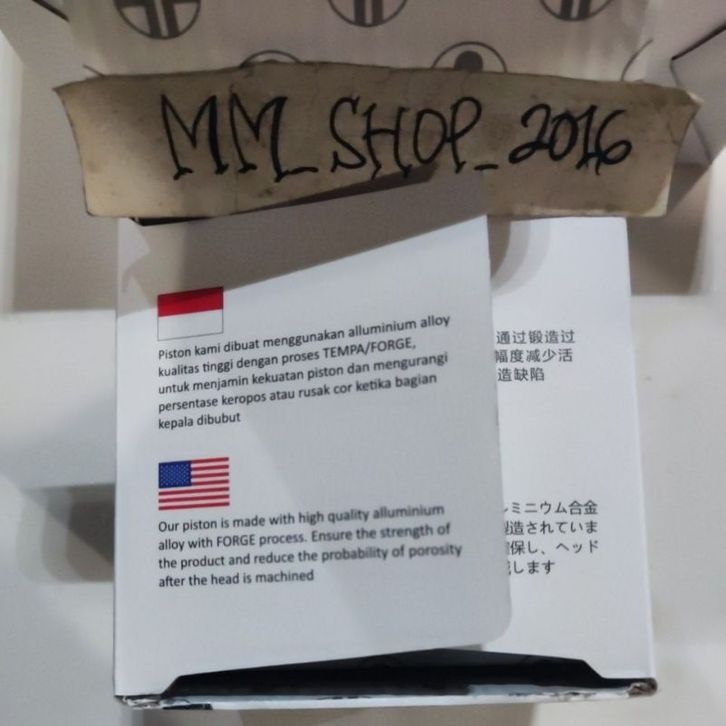 MM_SHOP_2016
Piston kami dibuat menggunakan alluminium alloy
kualitas tinggi dengan proses TEMPA/FORGE,
untuk menjamin kekuatan piston dan mengurangi
persentase keropos atau rusak cor ketika bagian
kepala dibubut
Our piston is made with high quality alluminium
alloy with FORGE process. Ensure the strength of
the product and reduce the probability of porosity
after the head is machined
通过锻造过
幅度减少活
造缺陷
ミニウム合金
造されていま
保し、ヘッド
します